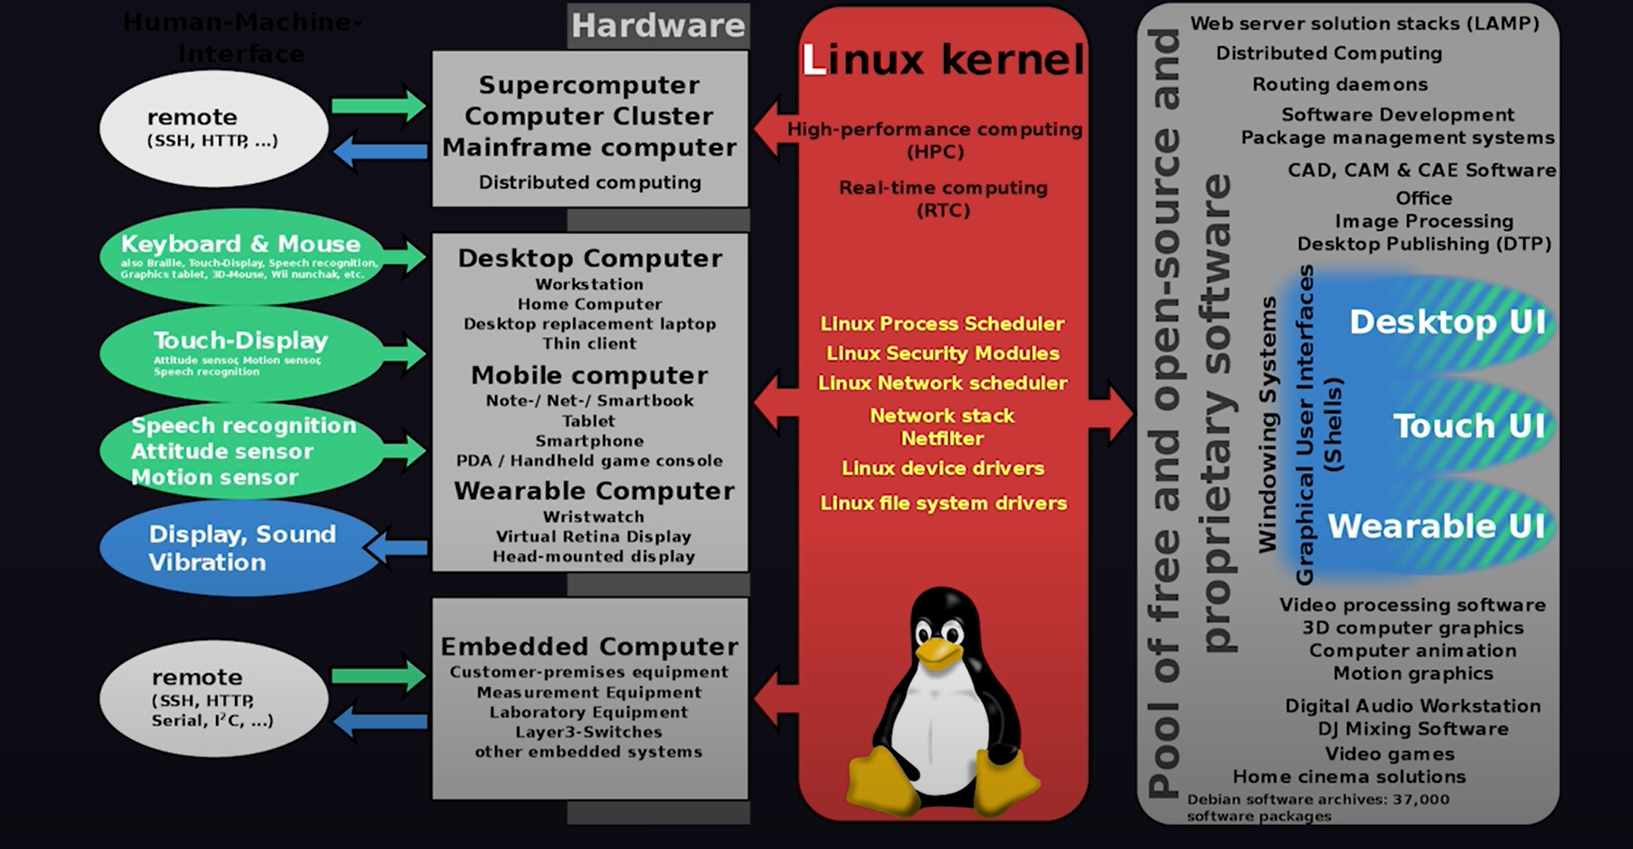 Human-Machine-
Interface
remote
(SSH, HTTP, ...)
Keyboard & Mouse
also Braille, Touch-Display, Speech recognition,
Graphics tablet, 3D-Mouse, Wii nunchak, etc.
Touch-Display
Attitude sensor, Motion sensor,
Speech recognition
Speech recognition
Attitude sensor
Motion sensor
Display, Sound
Vibration
remote
(SSH, HTTP,
Serial, I²C, ...)
Hardware
Supercomputer
Computer Cluster
Mainframe computer
Distributed computing
Desktop Computer
Workstation
Home Computer
Desktop replacement laptop
Thin client
Mobile computer
Note-/ Net-/ Smartbook
Tablet
Smartphone
PDA / Handheld game console
Wearable Computer
Wristwatch
Virtual Retina Display
Head-mounted display
Embedded Computer
Customer-premises equipment
Measurement Equipment
Laboratory Equipment
Layer3-Switches
other embedded systems
Linux kernel
High-performance computing
(HPC)
Real-time computing
(RTC)
Linux Process Scheduler
Linux Security Modules
Linux Network scheduler
Network stack
Netfilter
Linux device drivers
Linux file system drivers
Pool of free and open-source and
proprietary software
Web server solution stacks (LAMP)
Distributed Computing
Routing daemons
Software Development
Package management systems
CAD, CAM & CAE Software
Office
Image Processing
Desktop Publishing (DTP)
Windowing Systems
Graphical User Interfaces
(Shells)
Desktop UI
Touch UI
Wearable UI
Video processing software
3D computer graphics
Computer animation
Motion graphics
Digital Audio Workstation
DJ Mixing Software
Video games
Home cinema solutions
Debian software archives: 37,000
software packages